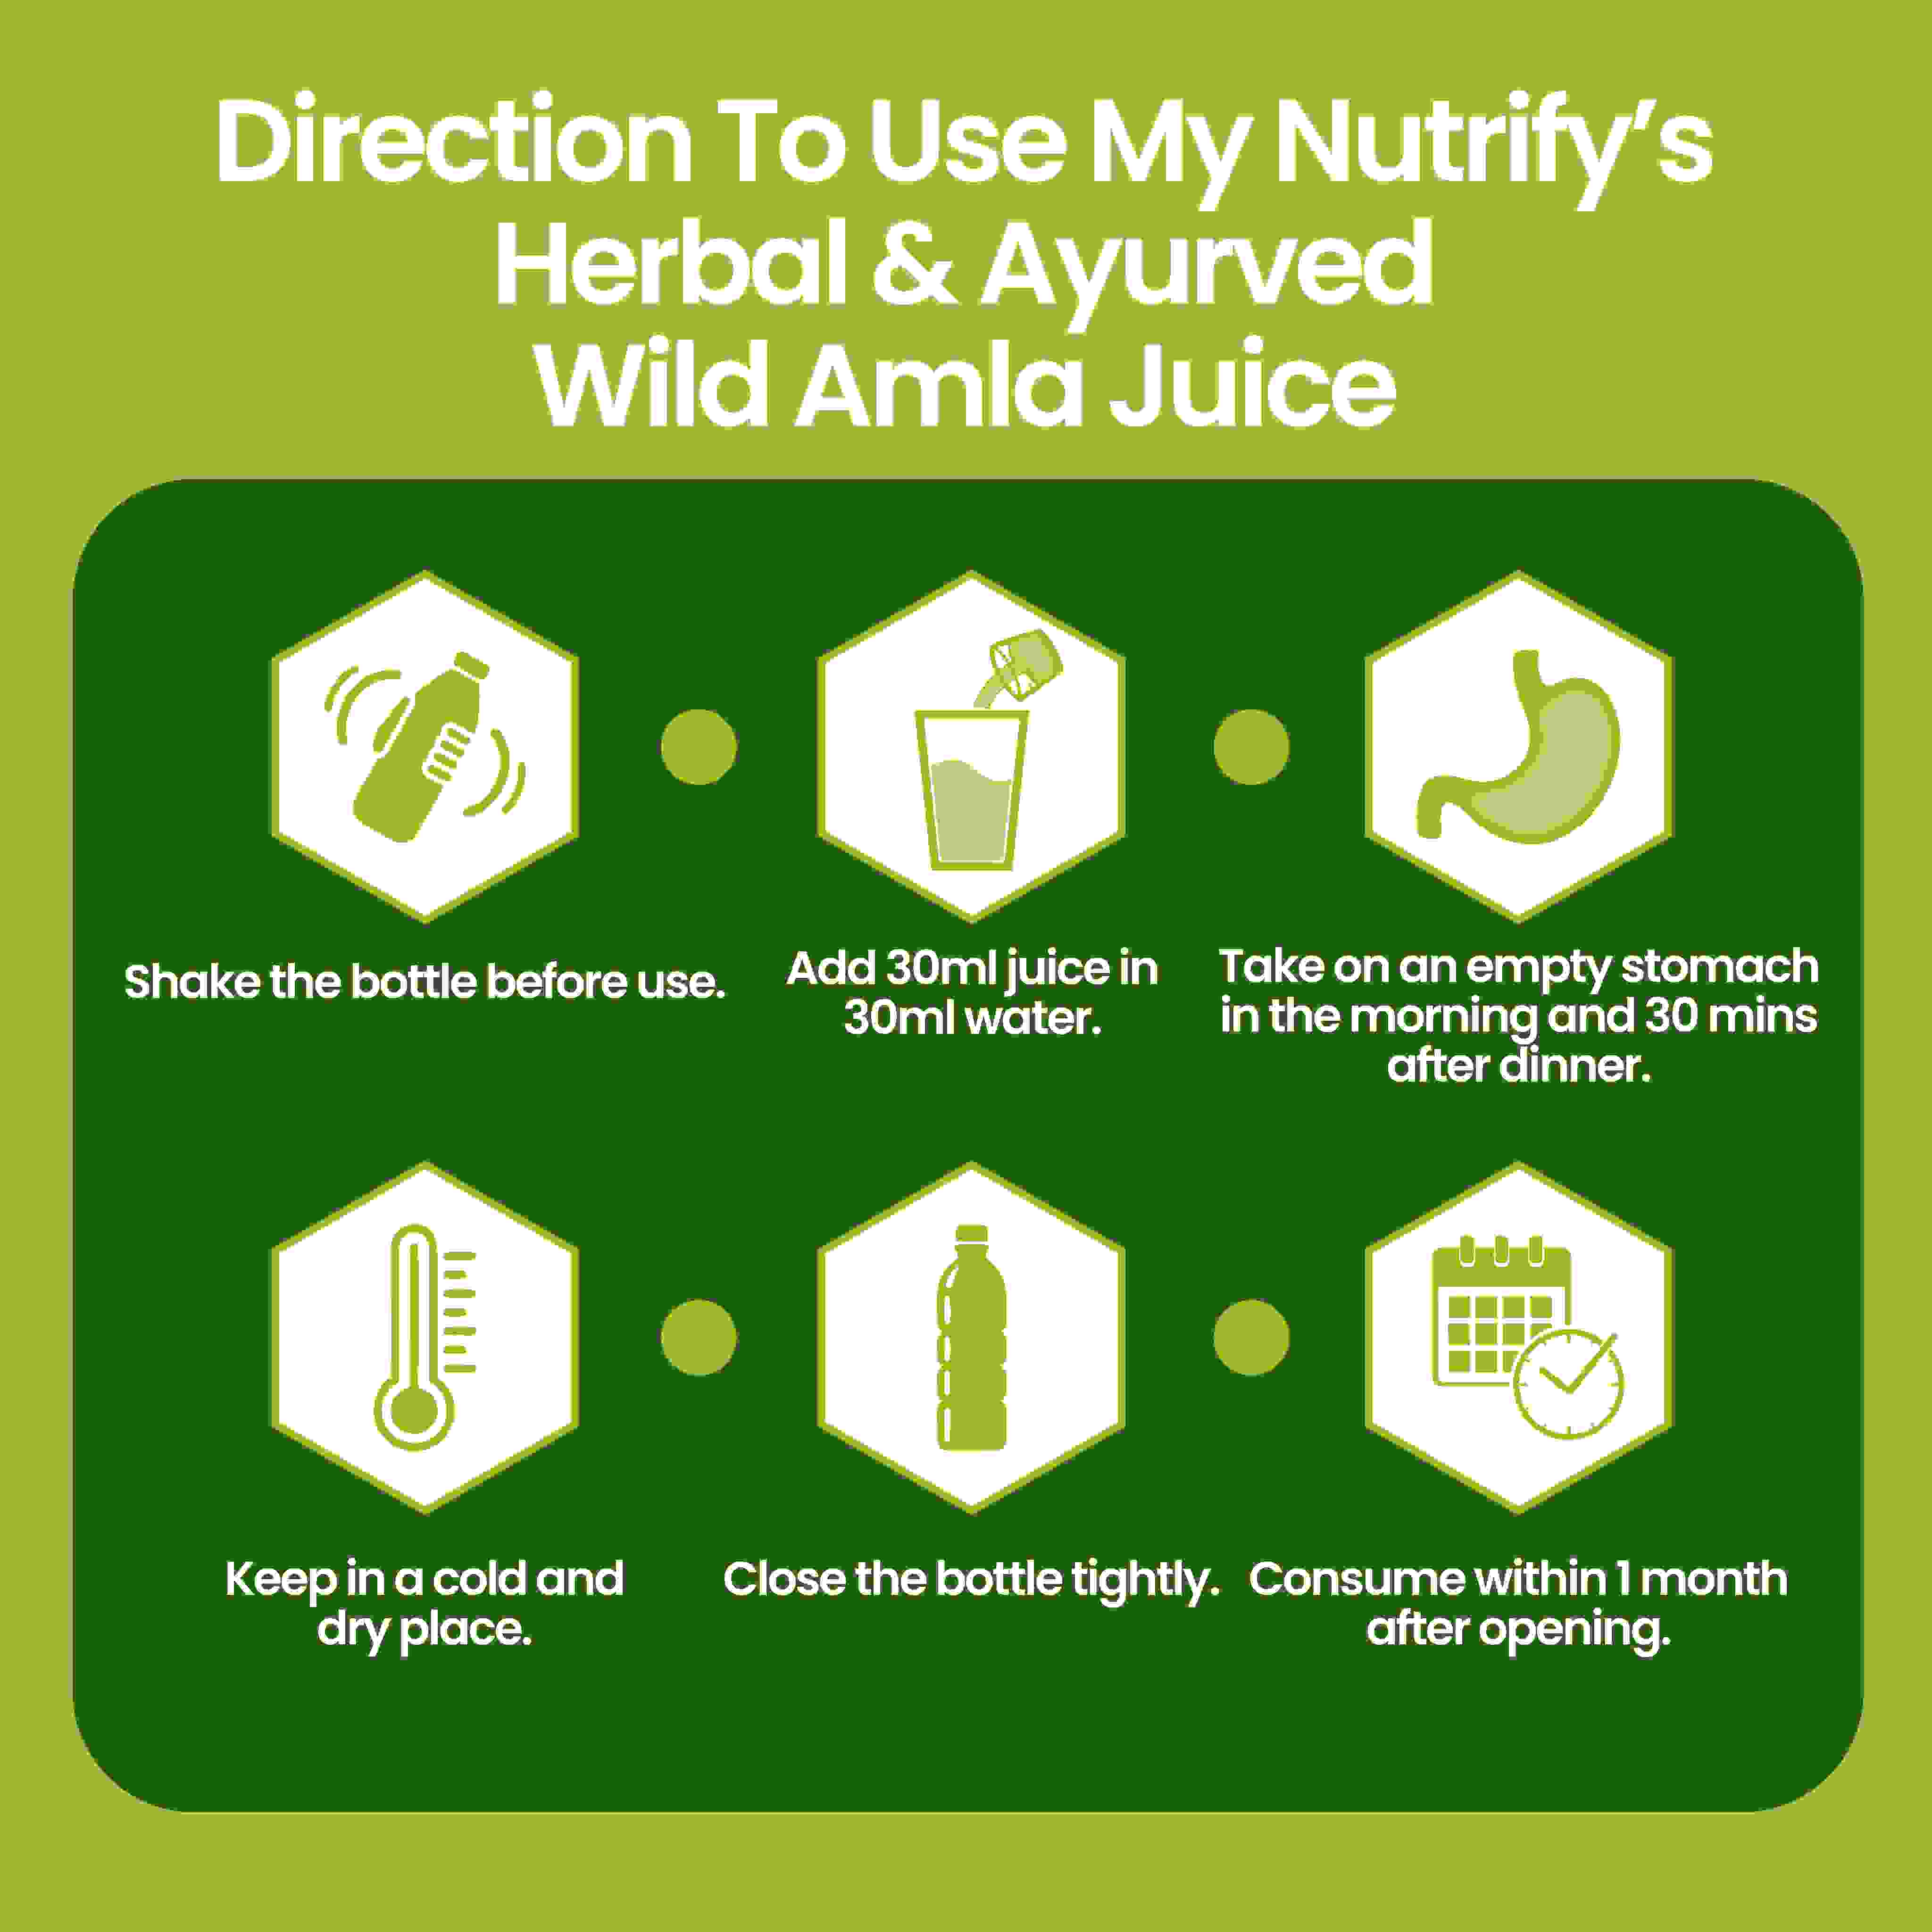 Direction To Use My Nutrify’s
Herbal & Ayurved
Wild Amla Juice
Shake the bottle before use.
Add 30ml juice in
30ml water.
Take on an empty stomach
in the morning and 30 mins
after dinner.
Keep in a cold and
dry place.
Close the bottle tightly.
Consume within 1 month
after opening.